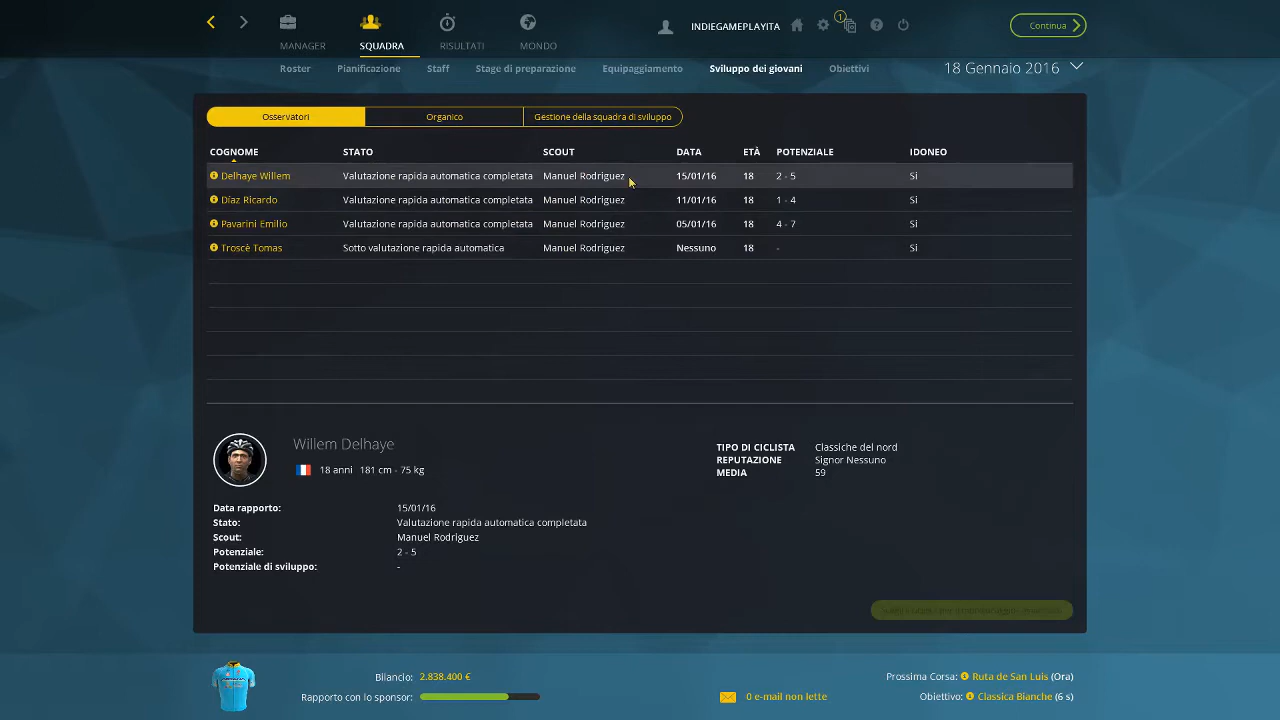 MANAGER SQUADRA RISULTATI MONDO INDIEGAMEPLAYITA 1 Continua
Roster Pianificazione Staff Stage di preparazione Equipaggiamento Sviluppo dei giovani Obiettivi 18 Gennaio 2016
Osservatori Organico Gestione della squadra di sviluppo
COGNOME STATO SCOUT DATA ETÀ POTENZIALE IDONEO
Delhaye Willem Valutazione rapida automatica completata Manuel Rodriguez 15/01/16 18 2 - 5 Sì
Díaz Ricardo Valutazione rapida automatica completata Manuel Rodriguez 11/01/16 18 1 - 4 Sì
Pavarini Emilio Valutazione rapida automatica completata Manuel Rodriguez 05/01/16 18 4 - 7 Sì
Troscè Tomas Sotto valutazione rapida automatica Manuel Rodriguez Nessuno 18 - Sì
Willem Delhaye
18 anni 181 cm - 75 kg
TIPO DI CICLISTA Classiche del nord
REPUTAZIONE Signor Nessuno
MEDIA 59
Data rapporto: 15/01/16
Stato: Valutazione rapida automatica completata
Scout: Manuel Rodriguez
Potenziale: 2 - 5
Potenziale di sviluppo: -
Bilancio: 2.838.400 €
Rapporto con lo sponsor:
0 e-mail non lette
Prossima Corsa: Ruta de San Luis (Ora)
Obiettivo: Classica Bianche (6 s)